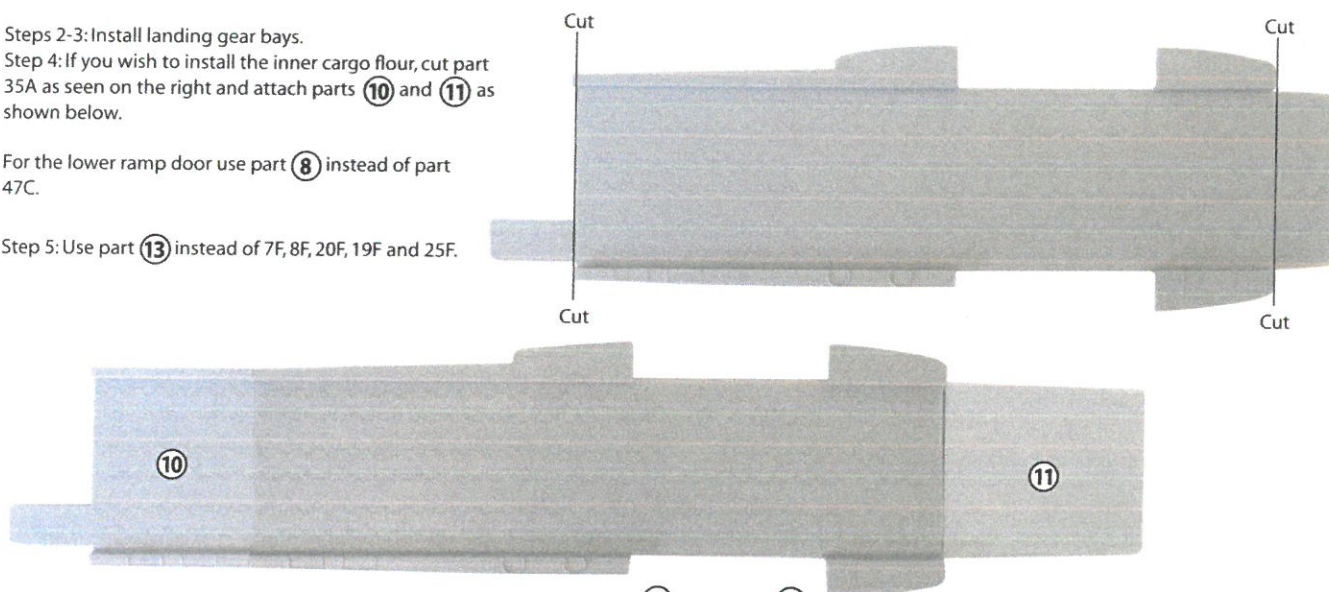 Steps 2-3: Install landing gear bays.
Step 4: If you wish to install the inner cargo flour, cut part
35A as seen on the right and attach parts 10 and 11 as
shown below.
For the lower ramp door use part 8 instead of part
47C.
Step 5: Use part 13 instead of 7F, 8F, 20F, 19F and 25F.
Cut
Cut
Cut
Cut
10
11